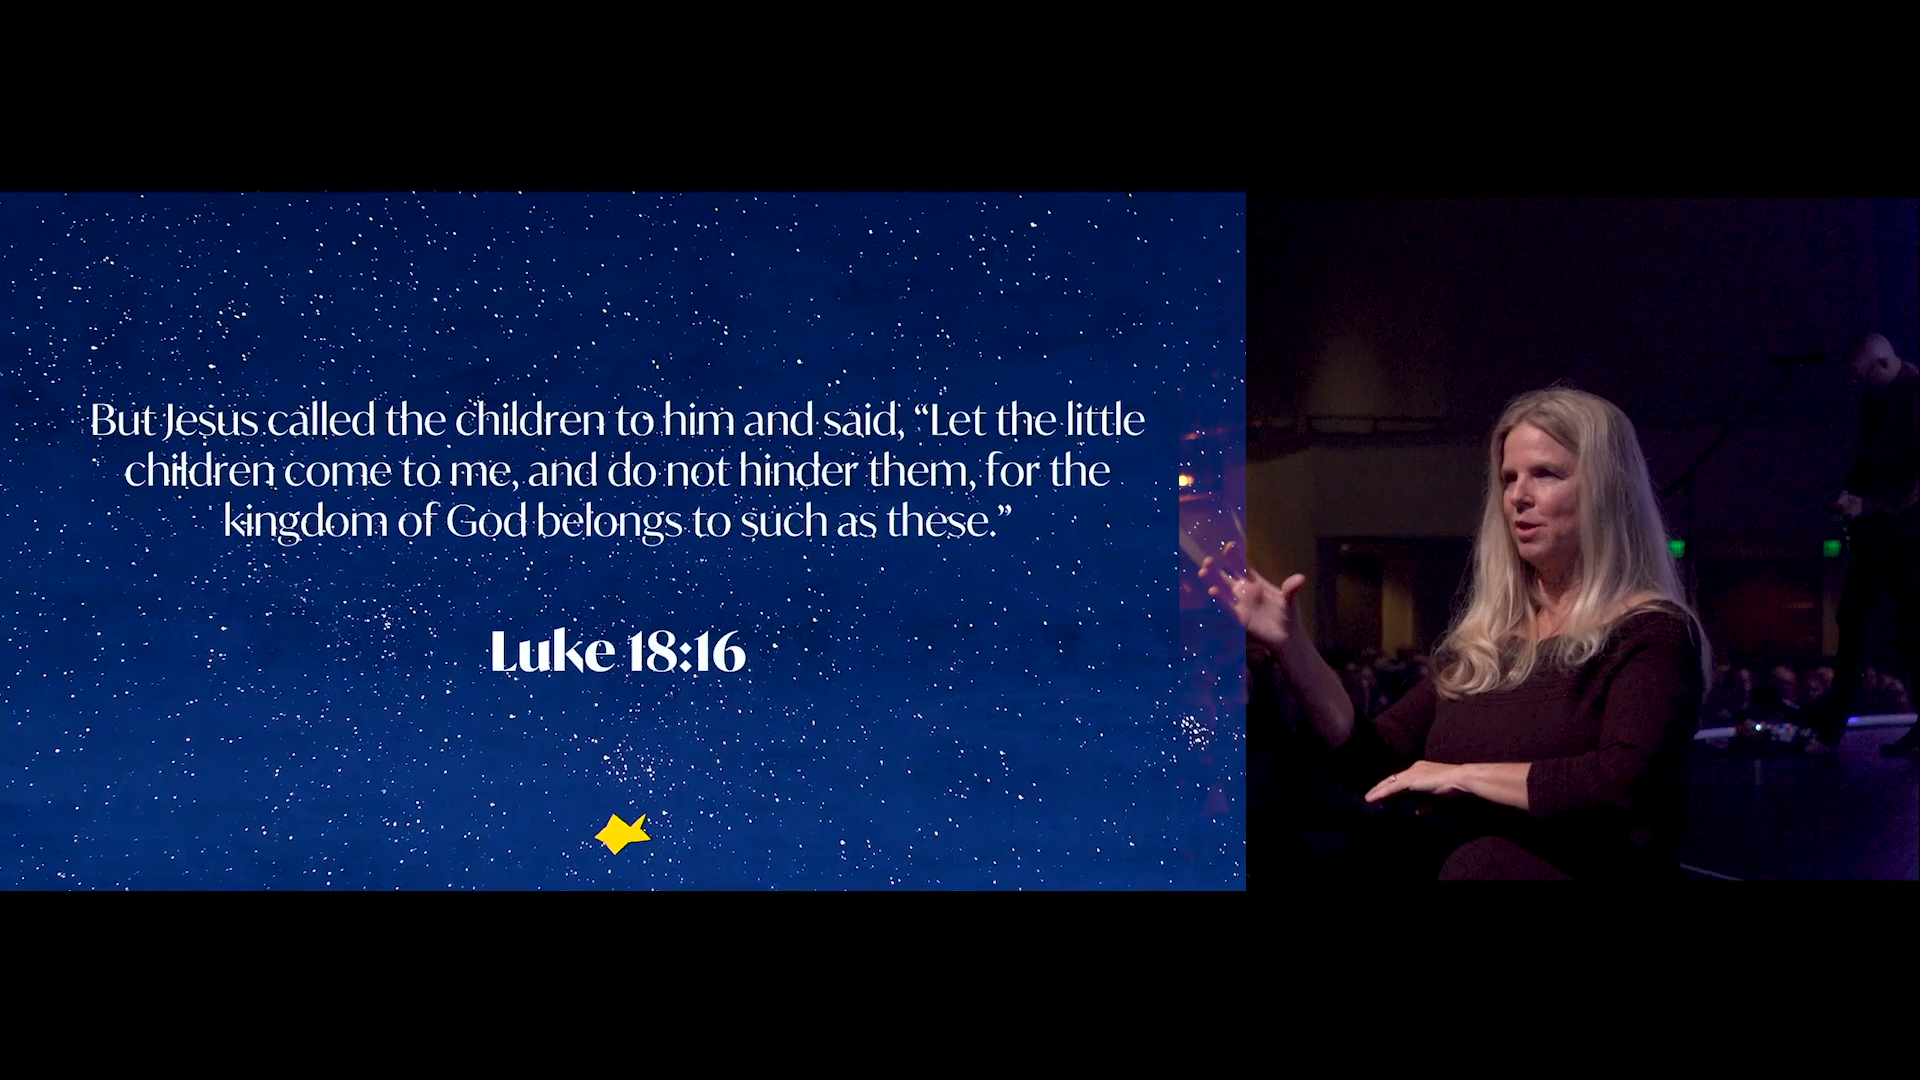 But Jesus called the children to him and said, “Let the little
children come to me, and do not hinder them, for the
kingdom of God belongs to such as these.”
Luke 18:16